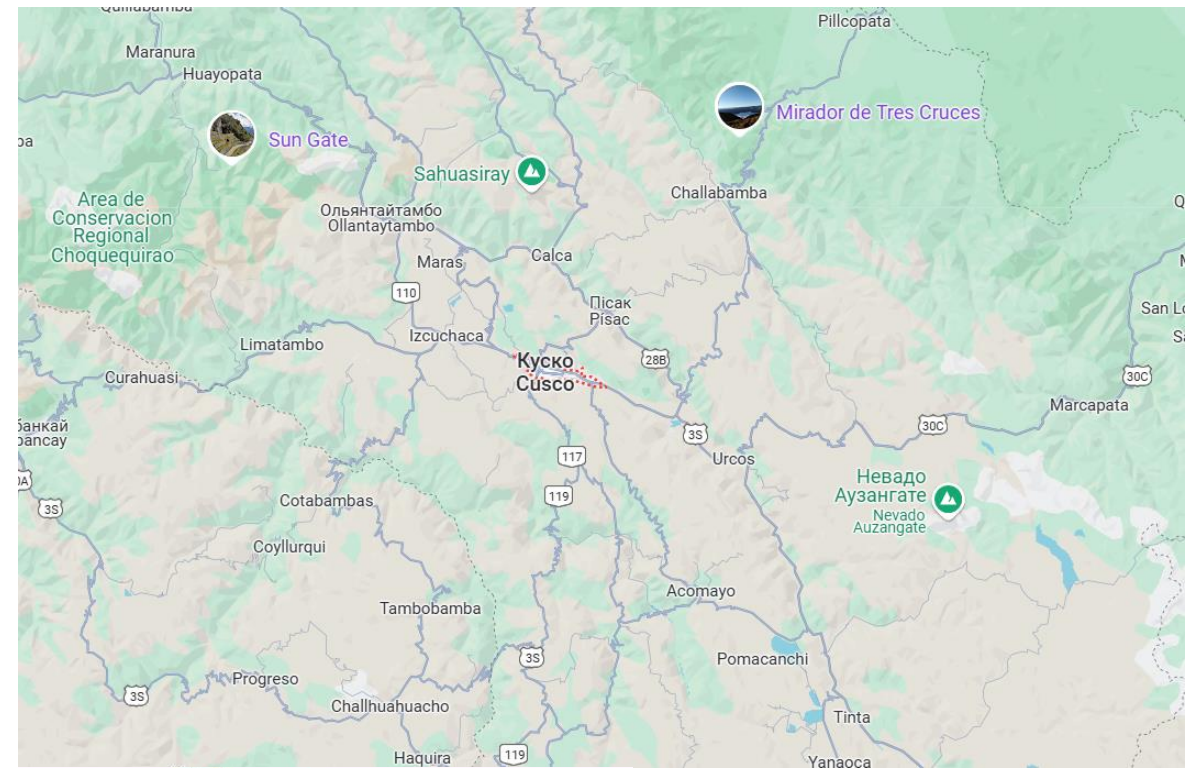 Quillabamba
Pillcopata
Maranura
Huayopata
Mirador de Tres Cruces
Sun Gate
Sahuasiray
Challabamba
Area de
Conservacion
Regional
Choquequirao
Ольянтайтамбо
Ollantaytambo
Calca
Maras
110
Пісак
Pisac
San Lo
Izcuchaca
Limatambo
28B
Куско
Cusco
Curahuasi
30C
Marcapata
банкай
bancay
30C
3S
117
Urcos
Невадо
Аузангате
Nevado
Auzangate
0A
119
Cotabambas
3S
Coyllurqui
Acomayo
Tambobamba
3S
Pomacanchi
Progreso
3S
Challhuahuacho
Tinta
119
Haquira
Yanaoca